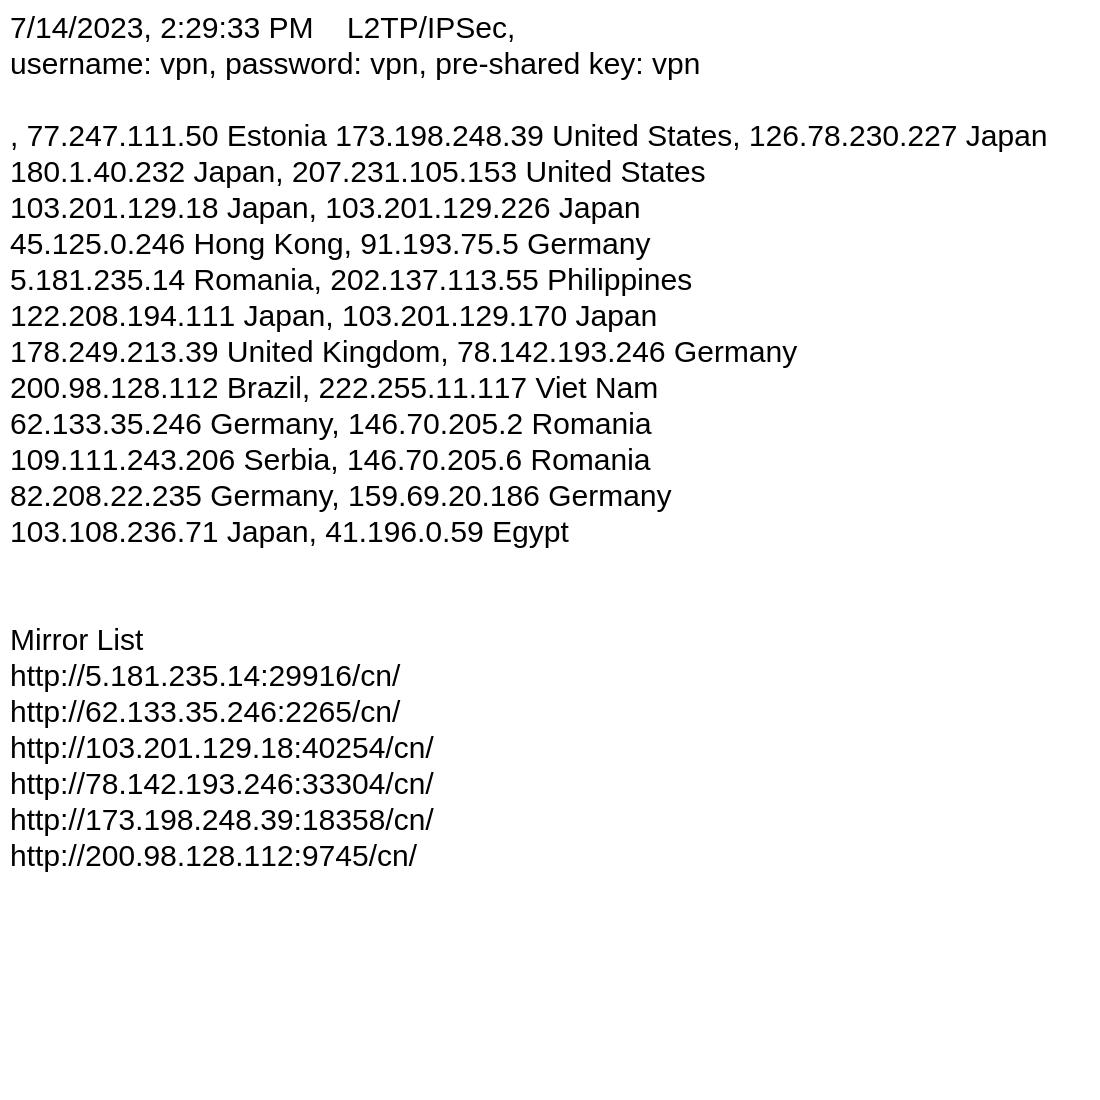 7/14/2023, 2:29:33 PM    L2TP/IPSec,
username: vpn, password: vpn, pre-shared key: vpn
, 77.247.111.50 Estonia 173.198.248.39 United States, 126.78.230.227 Japan
180.1.40.232 Japan, 207.231.105.153 United States
103.201.129.18 Japan, 103.201.129.226 Japan
45.125.0.246 Hong Kong, 91.193.75.5 Germany
5.181.235.14 Romania, 202.137.113.55 Philippines
122.208.194.111 Japan, 103.201.129.170 Japan
178.249.213.39 United Kingdom, 78.142.193.246 Germany
200.98.128.112 Brazil, 222.255.11.117 Viet Nam
62.133.35.246 Germany, 146.70.205.2 Romania
109.111.243.206 Serbia, 146.70.205.6 Romania
82.208.22.235 Germany, 159.69.20.186 Germany
103.108.236.71 Japan, 41.196.0.59 Egypt
Mirror List
http://5.181.235.14:29916/cn/
http://62.133.35.246:2265/cn/
http://103.201.129.18:40254/cn/
http://78.142.193.246:33304/cn/
http://173.198.248.39:18358/cn/
http://200.98.128.112:9745/cn/